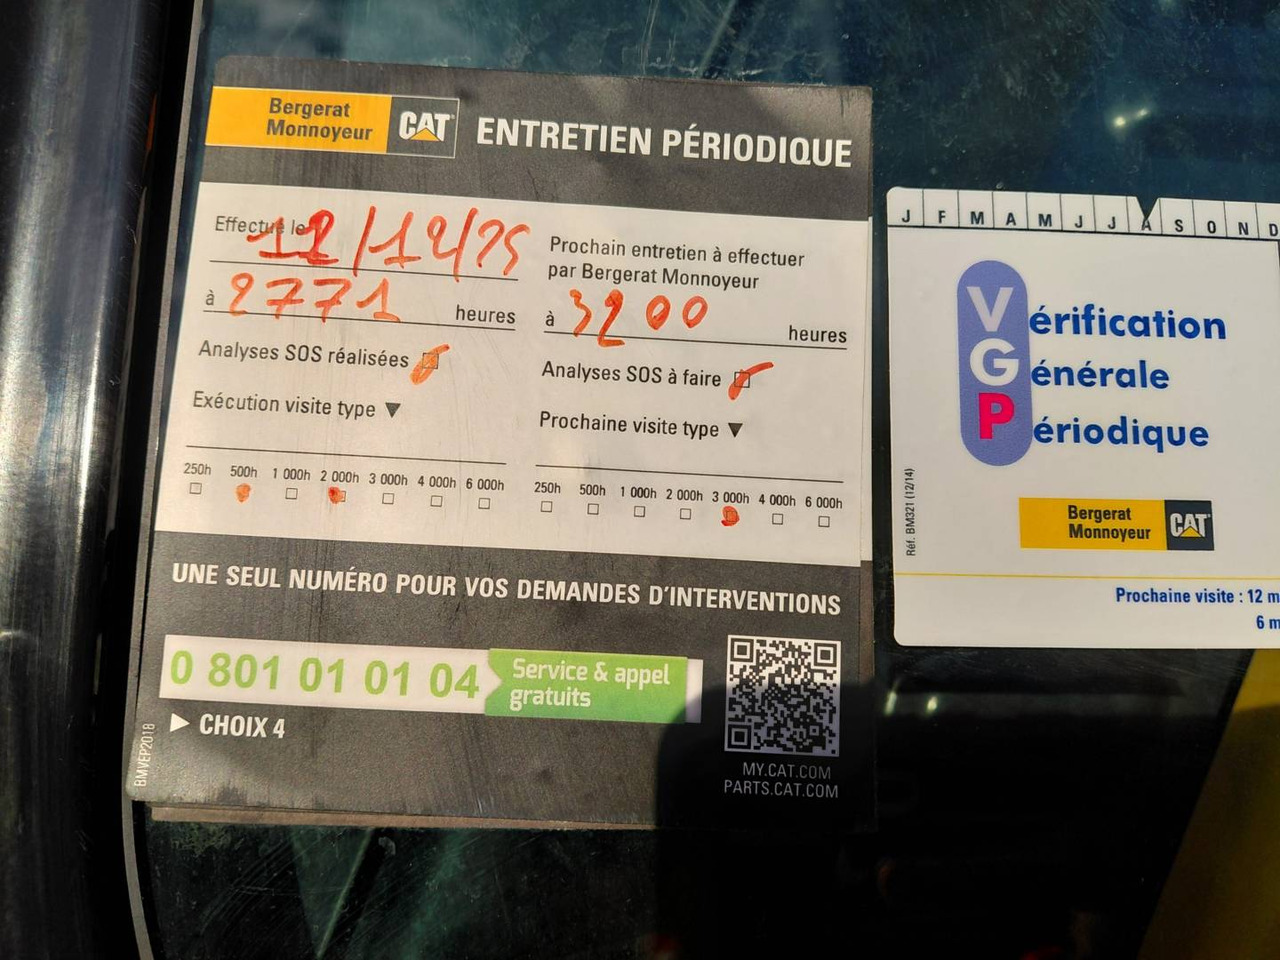 Bergerat
Monnoyeur
CAT
ENTRETIEN PÉRIODIQUE
Effectué le 12/12/25
à 2771 heures
Analyses SOS réalisées
Exécution visite type ▼
250h 500h 1 000h 2 000h 3 000h 4 000h 6 000h
Prochain entretien à effectuer
par Bergerat Monnoyeur
à 3200 heures
Analyses SOS à faire
Prochaine visite type ▼
250h 500h 1 000h 2 000h 3 000h 4 000h 6 000h
UNE SEUL NUMÉRO POUR VOS DEMANDES D'INTERVENTIONS
0 801 01 01 04
Service & appel
gratuits
▶ CHOIX 4
BMVEP2018
MY.CAT.COM
PARTS.CAT.COM
J F M A M J J A S O N D
Vérification
Générale
Périodique
Réf. BM321 (12/14)
Bergerat
Monnoyeur
CAT
Prochaine visite : 12 m
6 m